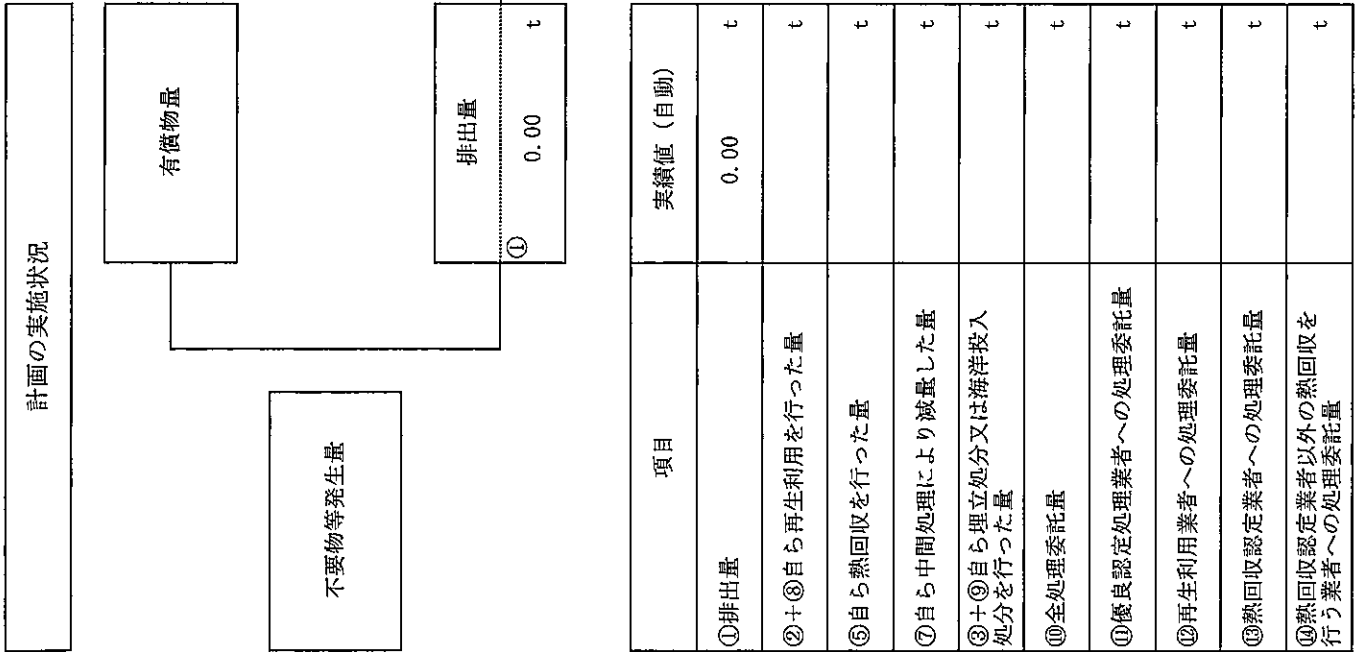 計画の実施状況
有償物量
不要物等発生量
排出量
① 0.00 t
項目 実績値（自動）
①排出量 0.00 t
②＋⑧自ら再生利用を行った量 t
⑤自ら熱回収を行った量 t
⑦自ら中間処理により減量した量 t
③＋⑨自ら埋立処分又は海洋投入
処分を行った量 t
⑩全処理委託量 t
⑪優良認定処理業者への処理委託量 t
⑫再生利用業者への処理委託量 t
⑬熱回収認定業者への処理委託量 t
⑭熱回収認定業者以外の熱回収を
行う業者への処理委託量 t